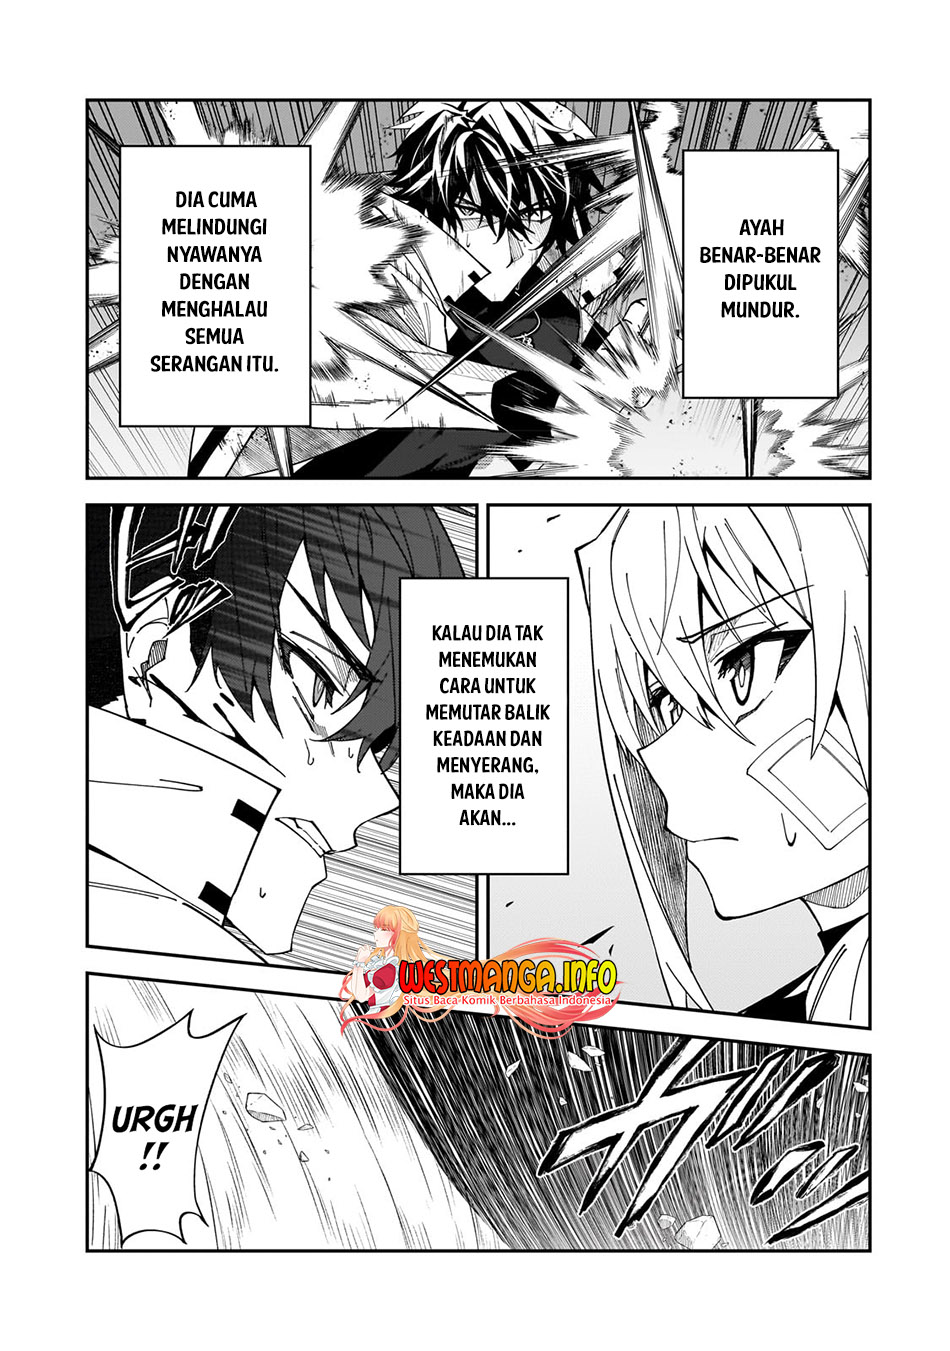 AYAH
BENAR-BENAR
DIPUKUL
MUNDUR.
DIA CUMA
MELINDUNGI
NYAWANYA
DENGAN
MENGHALAU
SEMUA
SERANGAN ITU.
KALAU DIA TAK
MENEMUKAN
CARA UNTUK
MEMUTAR BALIK
KEADAAN DAN
MENYERANG,
MAKA DIA
AKAN...
WESTMANGA.INFO
Situs Baca Komik Berbahasa Indonesia
URGH
!!